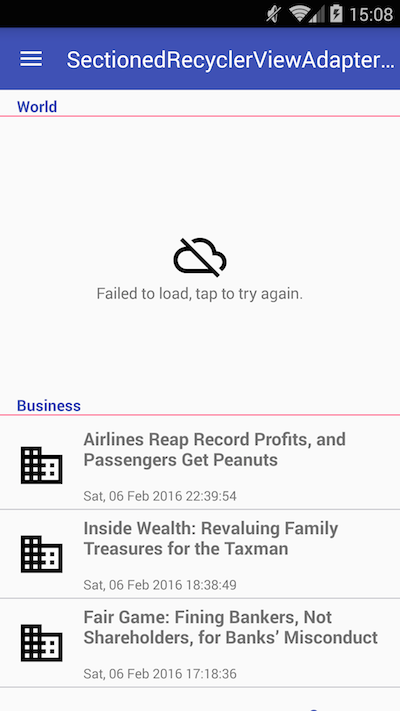 15:08
SectionedRecyclerViewAdapter...
World
Failed to load, tap to try again.
Business
Airlines Reap Record Profits, and
Passengers Get Peanuts
Sat, 06 Feb 2016 22:39:54
Inside Wealth: Revaluing Family
Treasures for the Taxman
Sat, 06 Feb 2016 18:38:49
Fair Game: Fining Bankers, Not
Shareholders, for Banks’ Misconduct
Sat, 06 Feb 2016 17:18:36